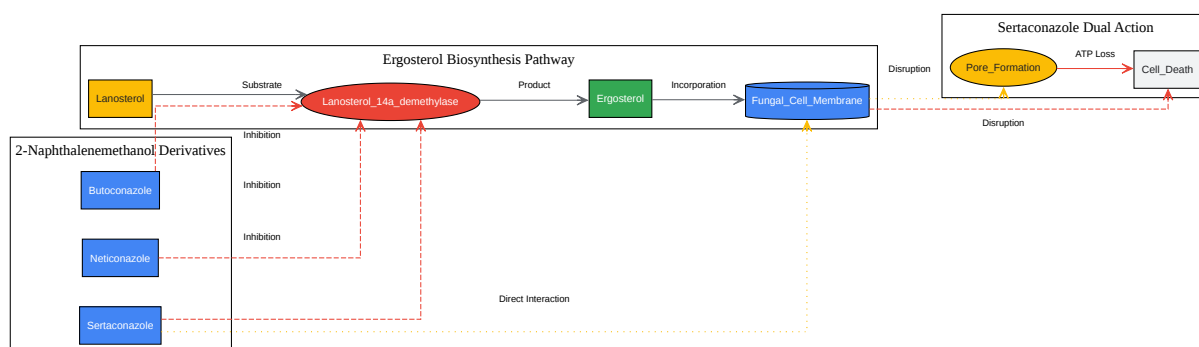 Sertaconazole Dual Action
Ergosterol Biosynthesis Pathway
Disruption
Pore_Formation
ATP Loss
Cell_Death
Lanosterol
Substrate
Lanosterol_14a_demethylase
Product
Ergosterol
Incorporation
Fungal_Cell_Membrane
Disruption
Inhibition
2-Naphthalenemethanol Derivatives
Butoconazole
Inhibition
Neticonazole
Inhibition
Sertaconazole
Direct Interaction